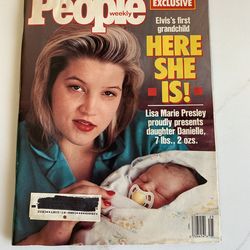 People
weekly
EXCLUSIVE
Elvis's first
grandchild
HERE
SHE
IS!
Lisa Marie Presley
proudly presents
daughter Danielle,
7 lbs., 2 ozs.